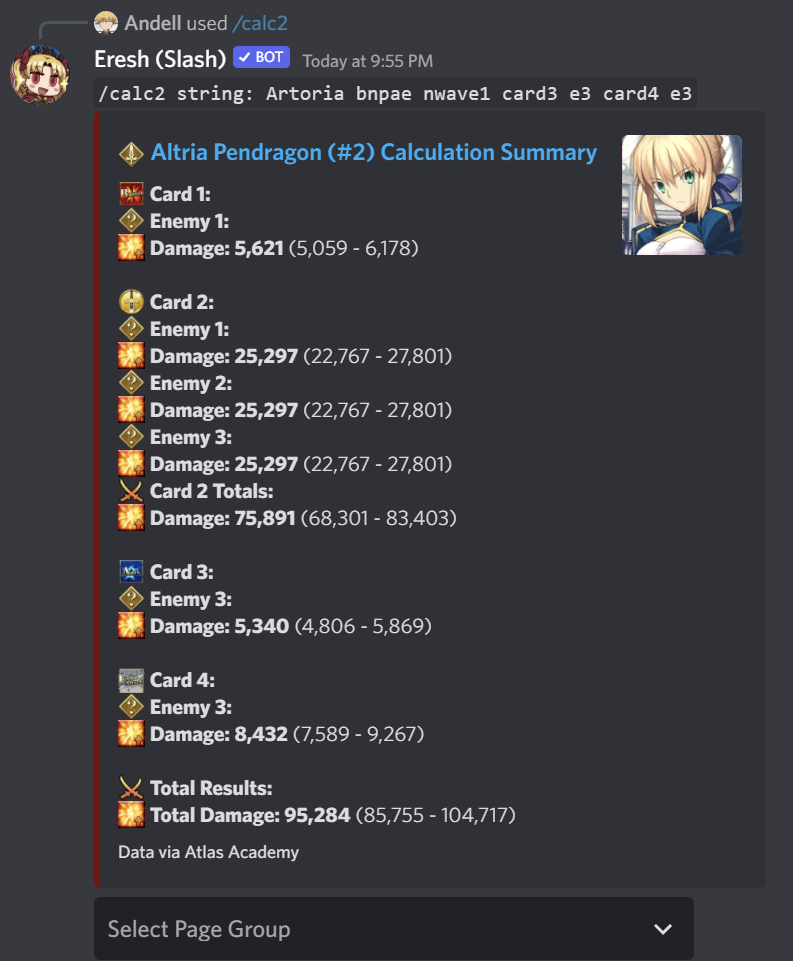 Andell used /calc2
Eresh (Slash) ✓ BOT Today at 9:55 PM
/calc2 string: Artoria bnpae nwave1 card3 e3 card4 e3
Altria Pendragon (#2) Calculation Summary
Card 1:
Enemy 1:
Damage: 5,621 (5,059 - 6,178)
Card 2:
Enemy 1:
Damage: 25,297 (22,767 - 27,801)
Enemy 2:
Damage: 25,297 (22,767 - 27,801)
Enemy 3:
Damage: 25,297 (22,767 - 27,801)
Card 2 Totals:
Damage: 75,891 (68,301 - 83,403)
Card 3:
Enemy 3:
Damage: 5,340 (4,806 - 5,869)
Card 4:
Enemy 3:
Damage: 8,432 (7,589 - 9,267)
Total Results:
Total Damage: 95,284 (85,755 - 104,717)
Data via Atlas Academy
Select Page Group